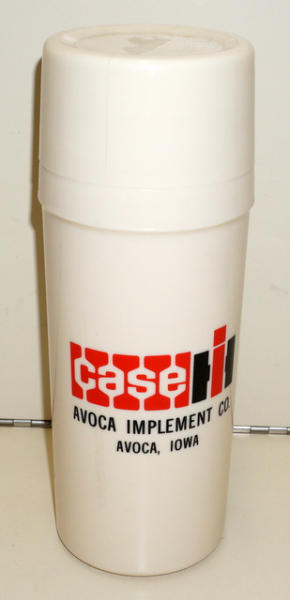 case IH
AVOCA IMPLEMENT CO.
AVOCA, IOWA